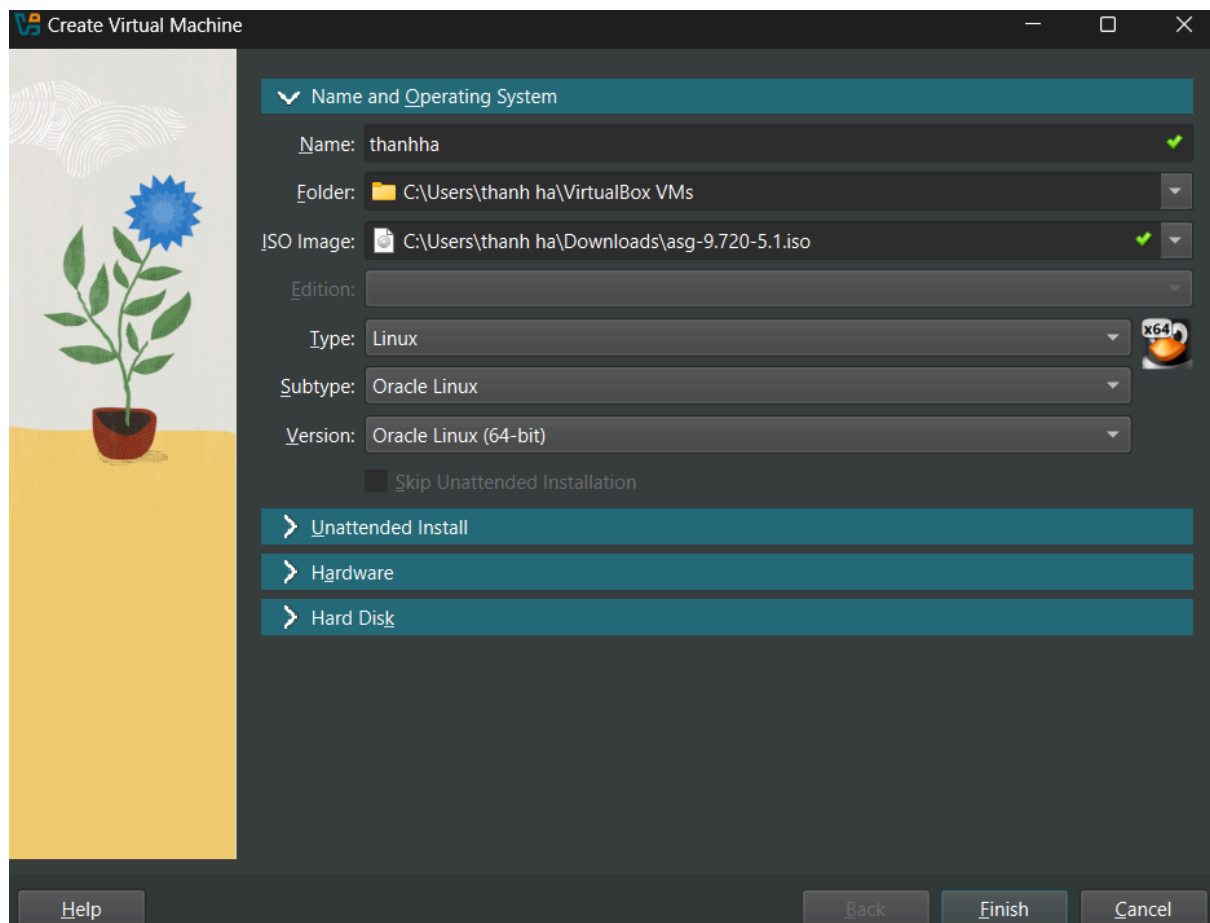 Create Virtual Machine
Name and Operating System
Name: thanhha
Folder: C:\Users\thanh ha\VirtualBox VMs
ISO Image: C:\Users\thanh ha\Downloads\asg-9.720-5.1.iso
Edition:
Type: Linux
x64
Subtype: Oracle Linux
Version: Oracle Linux (64-bit)
Skip Unattended Installation
Unattended Install
Hardware
Hard Disk
Help Back Finish Cancel